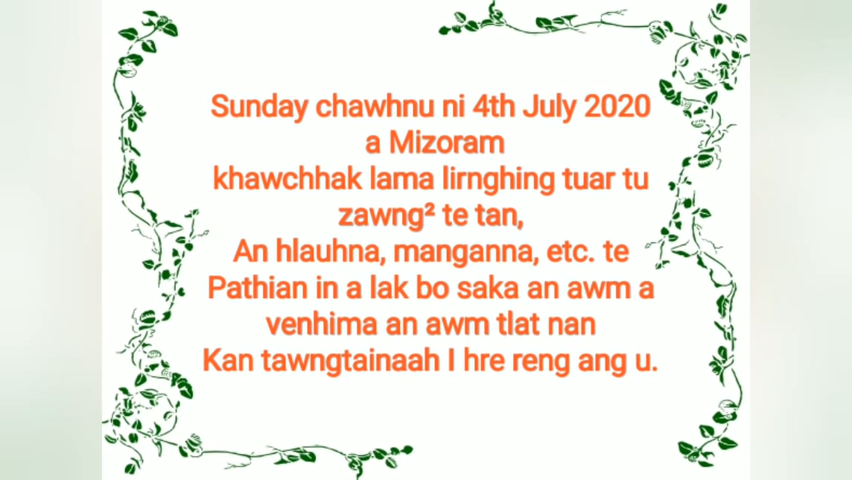 Sunday chawhnu ni 4th July 2020
a Mizoram
khawchhak lama lirnghing tuar tu
zawng² te tan,
An hlauhna, manganna, etc. te
Pathian in a lak bo saka an awm a
venhima an awm tlat nan
Kan tawngtainaah I hre reng ang u.